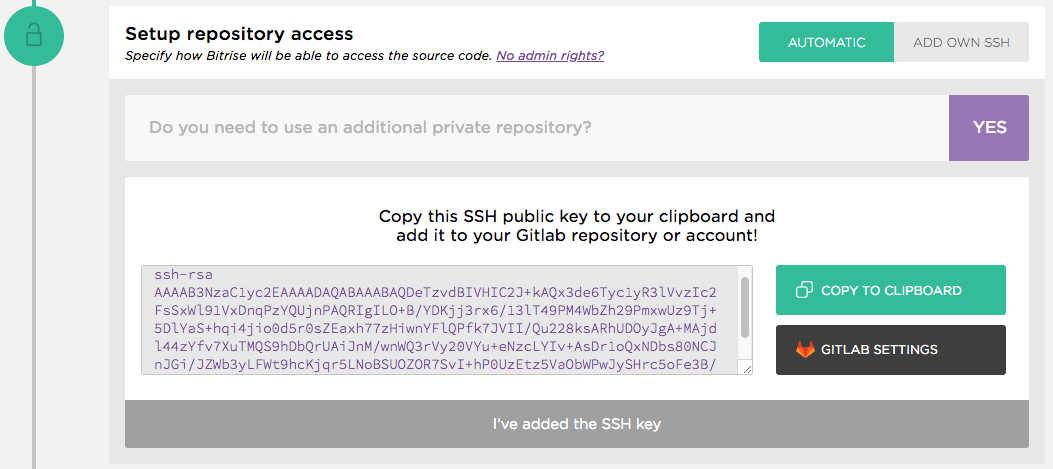 Setup repository access
Specify how Bitrise will be able to access the source code. No admin rights?
AUTOMATIC
ADD OWN SSH
Do you need to use an additional private repository?
YES
Copy this SSH public key to your clipboard and
add it to your Gitlab repository or account!
ssh-rsa
AAAAB3NzaC1yc2EAAAADAQABAAABAQDeTzvdBIVHIC2J+kAQx3de6Tyc1yR3lVvzIc2
FsSxWl91VxDnqPzYQUjnPAQRIgILO+B/YDKjj3rx6/l3lT49PM4WbZh29PmxwUz9Tj+
5DlYaS+hqi4jio0d5r0sZEaxh77zHiwnYFlQPfk7JVII/Qu228ksARhUDOyJgA+MAjd
l44zYfv7XuTMQS9hDbQrUAiJnM/wnWQ3rVy20VYu+eNzcLYIv+AsDrloQxNDbs80NCJ
nJGi/JZWb3yLFWt9hcKjqr5LNoBSUOZOR7SvI+hP0UzEtz5VaObWPwJySHrc5oFe3B/
COPY TO CLIPBOARD
GITLAB SETTINGS
I've added the SSH key